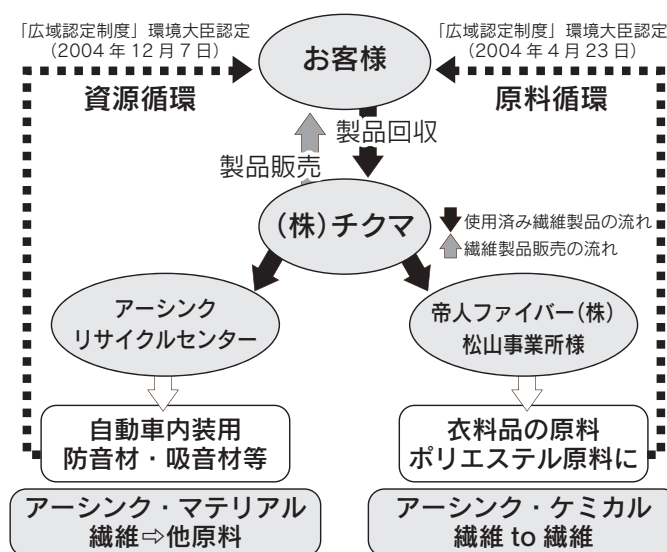 「広域認定制度」環境大臣認定
（2004年12月7日）
「広域認定制度」環境大臣認定
（2004年4月23日）
お客様
資源循環
原料循環
製品回収
製品販売
（株）チクマ
使用済み繊維製品の流れ
繊維製品販売の流れ
アーシンク
リサイクルセンター
帝人ファイバー（株）
松山事業所様
自動車内装用
防音材・吸音材等
衣料品の原料
ポリエステル原料に
アーシンク・マテリアル
繊維⇨他原料
アーシンク・ケミカル
繊維 to 繊維